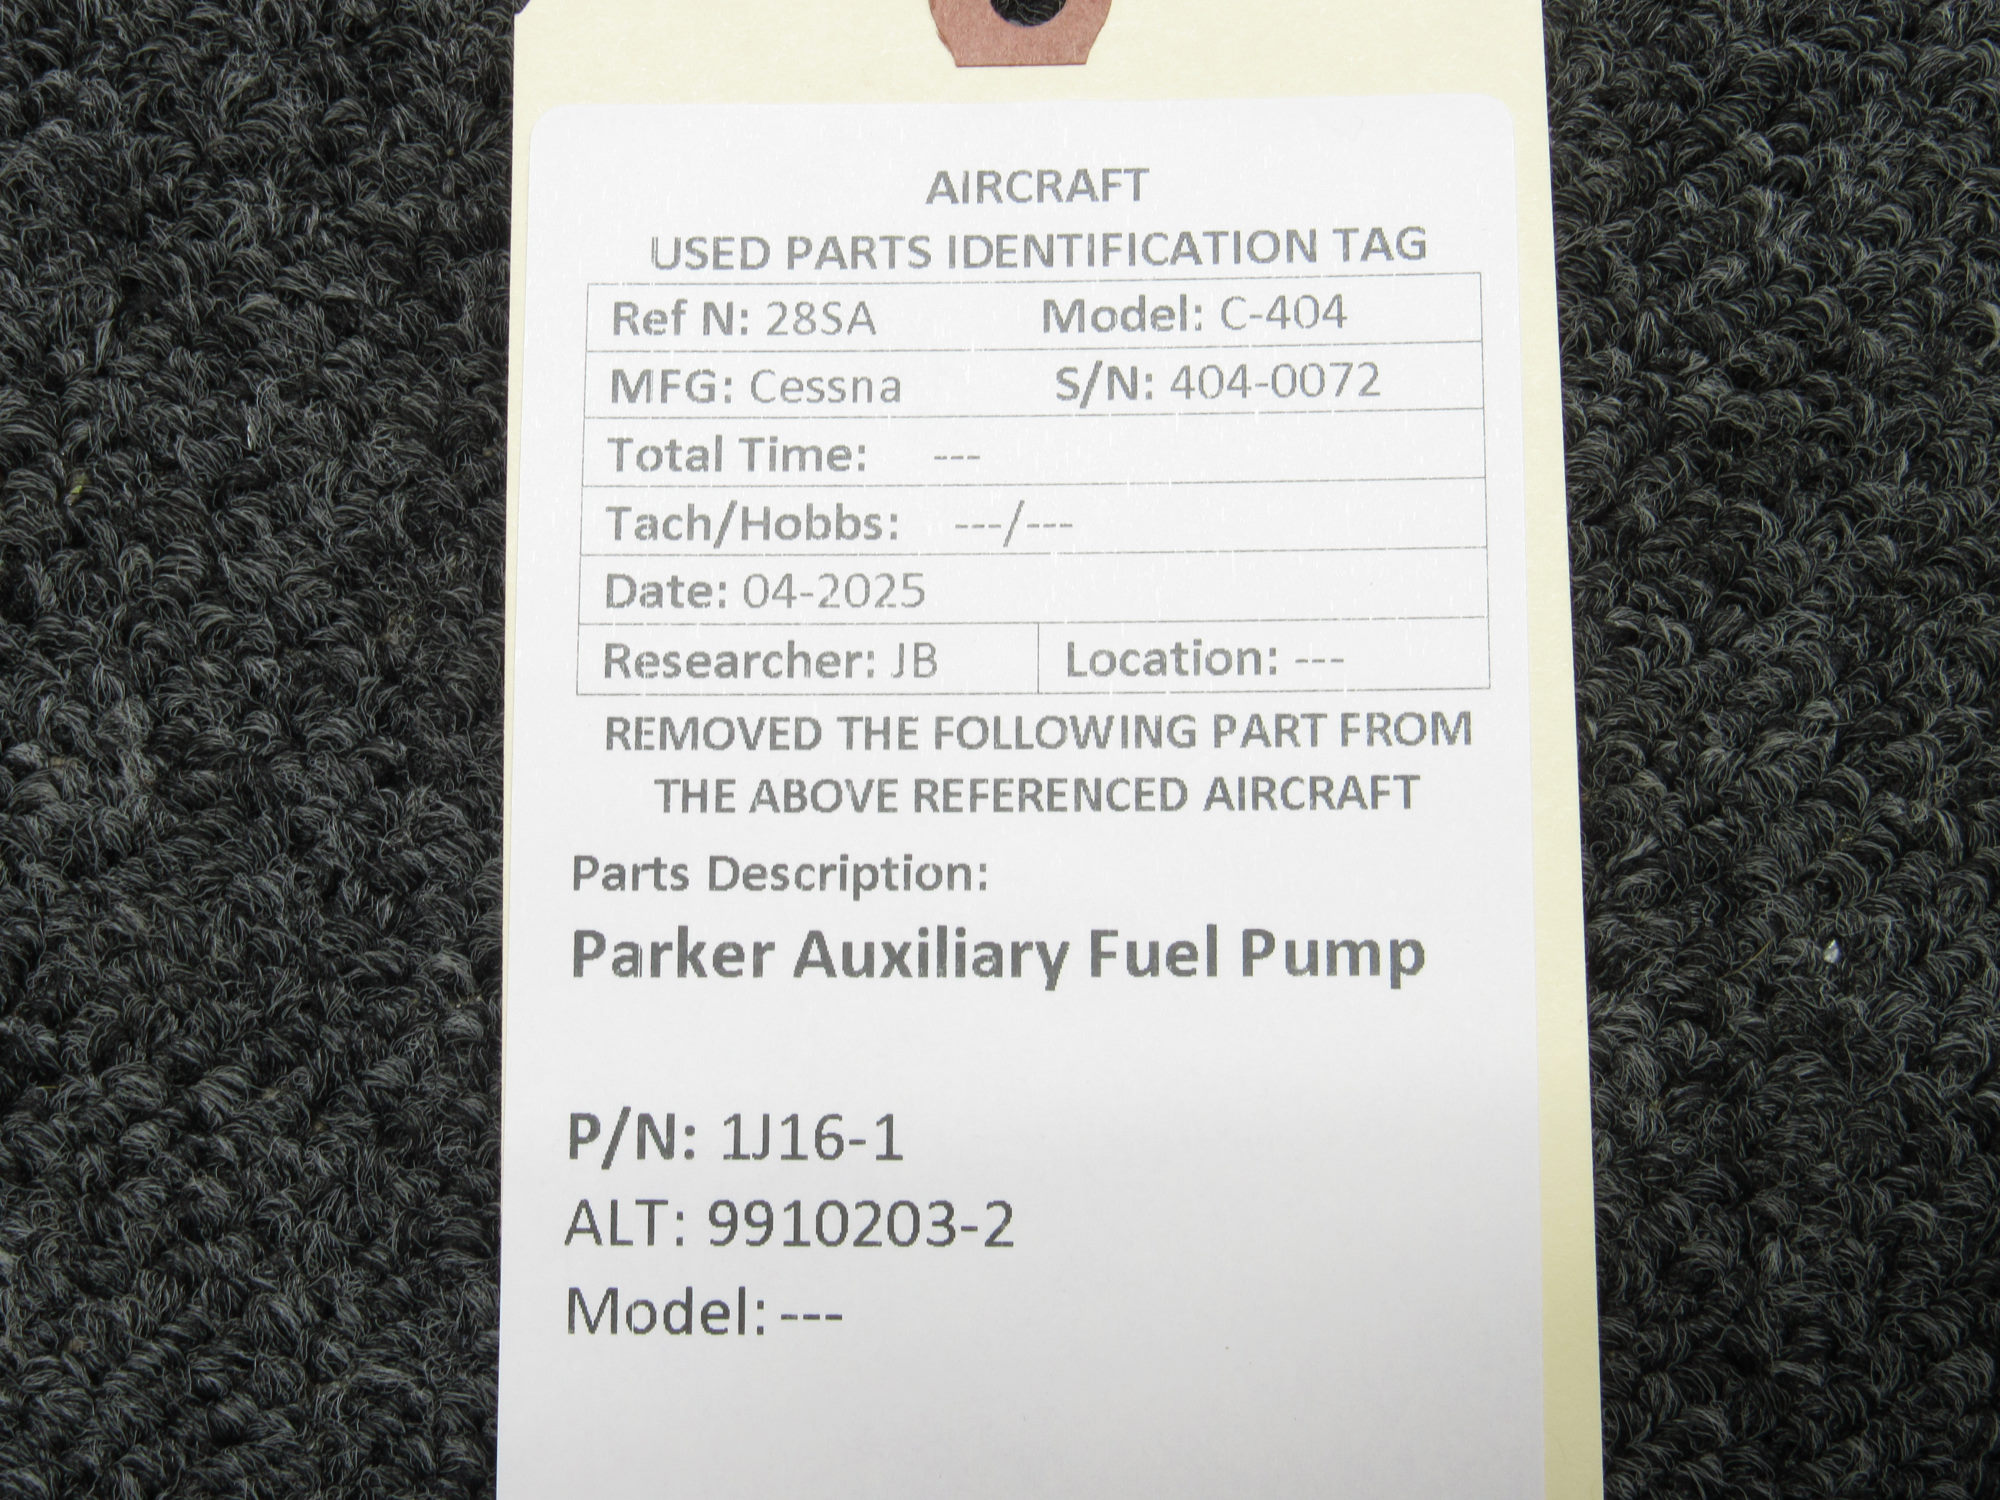 AIRCRAFT
USED PARTS IDENTIFICATION TAG
Ref N: 28SA Model: C-404
MFG: Cessna S/N: 404-0072
Total Time: ---
Tach/Hobbs: ---/---
Date: 04-2025
Researcher: JB Location: ---
REMOVED THE FOLLOWING PART FROM
THE ABOVE REFERENCED AIRCRAFT
Parts Description:
Parker Auxiliary Fuel Pump
P/N: 1J16-1
ALT: 9910203-2
Model: ---